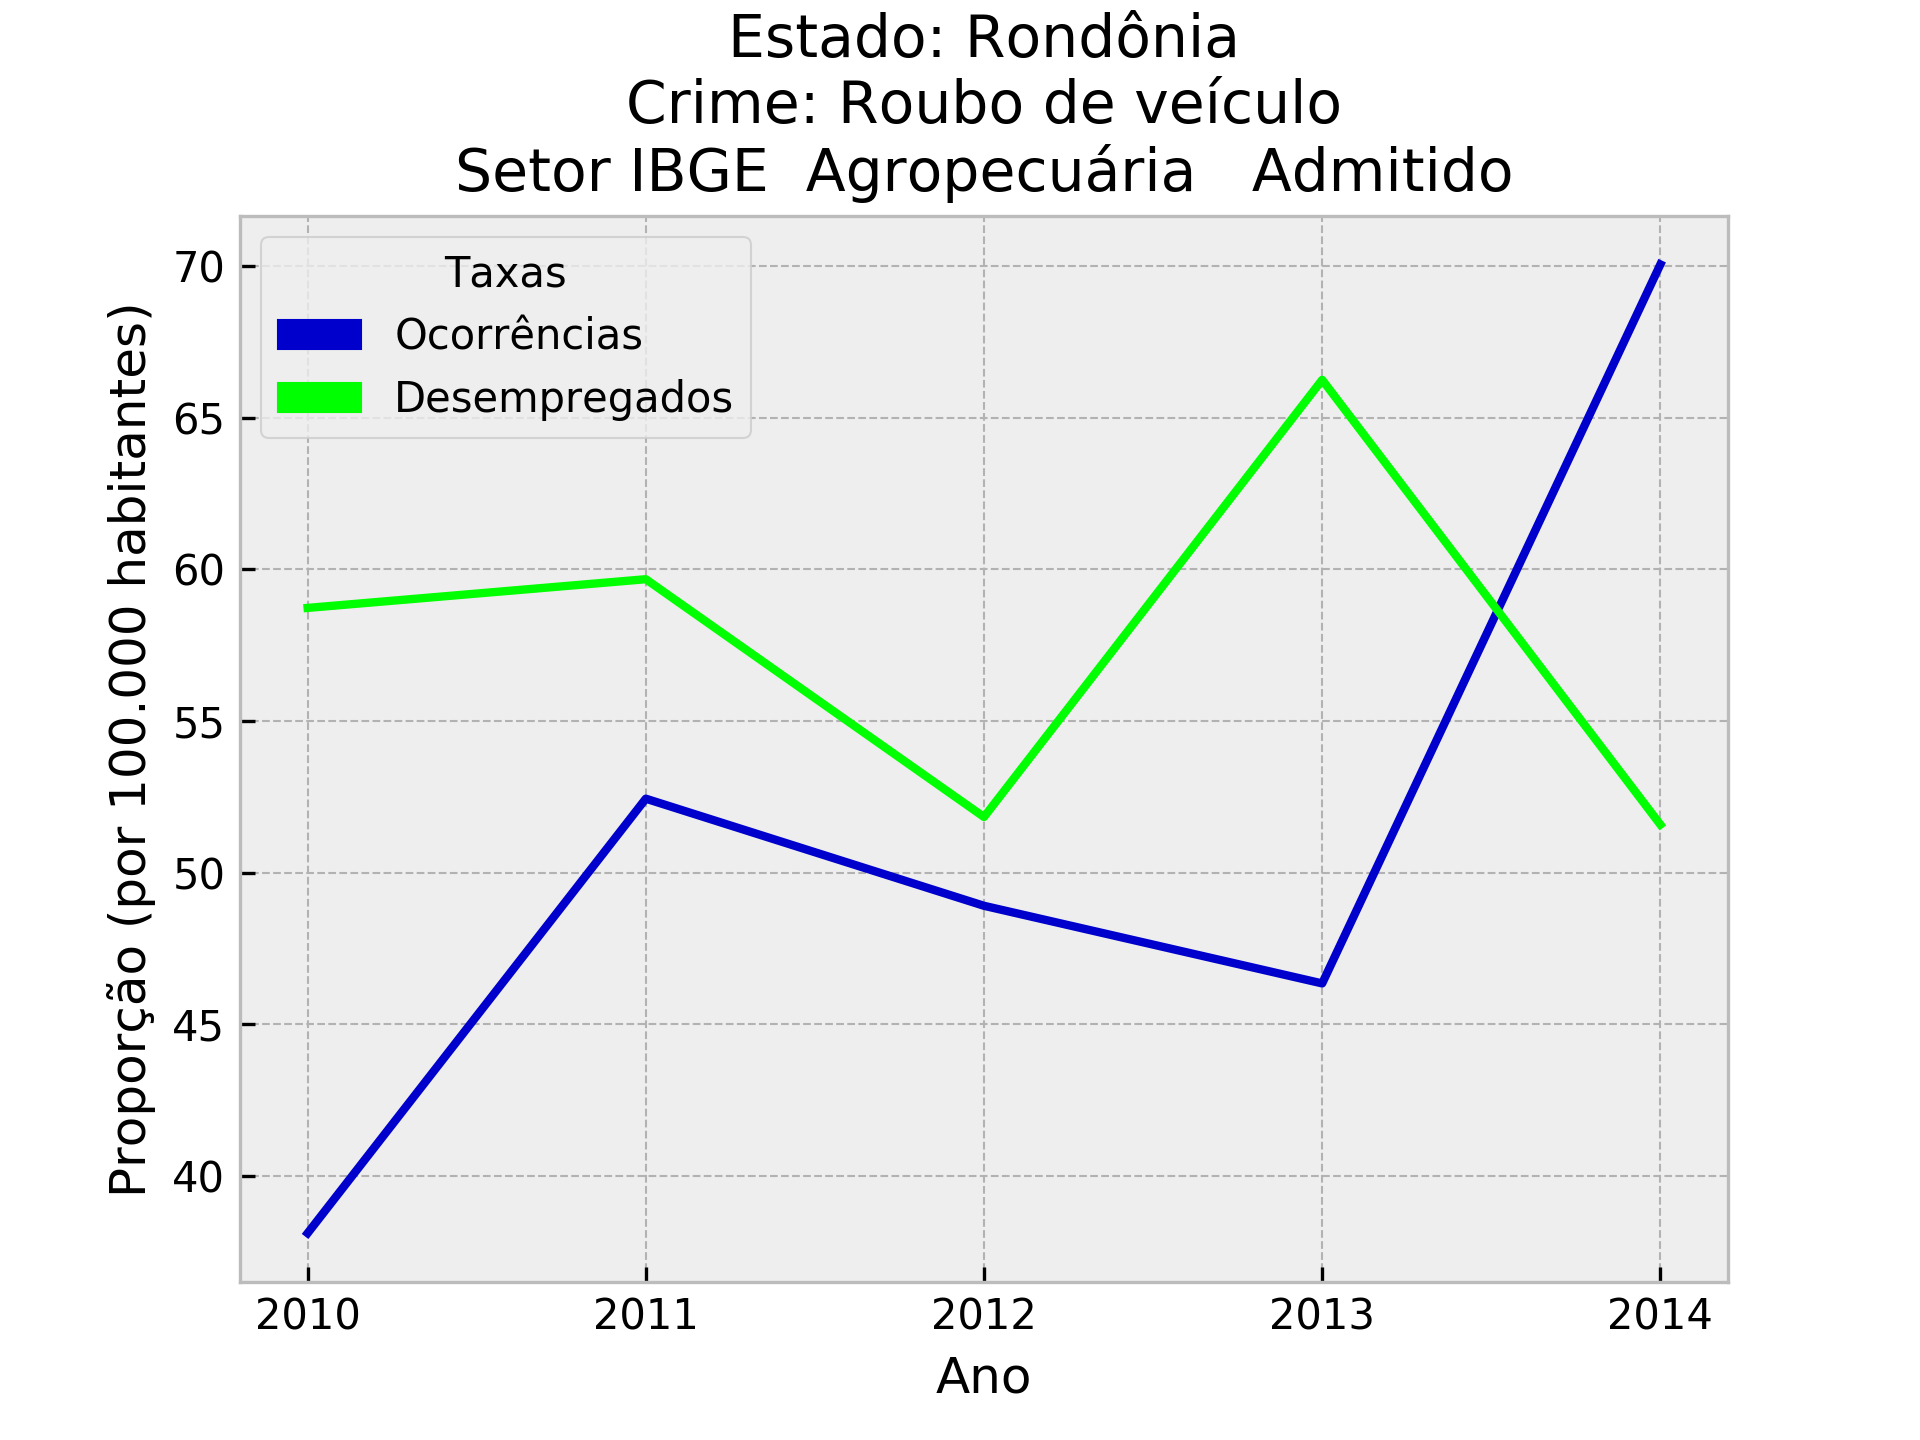 Estado: Rondônia
Crime: Roubo de veículo
Setor IBGE  Agropecuária   Admitido
Proporção (por 100.000 habitantes)
70
65
60
55
50
45
40
Taxas
Ocorrências
Desempregados
2010 2011 2012 2013 2014
Ano